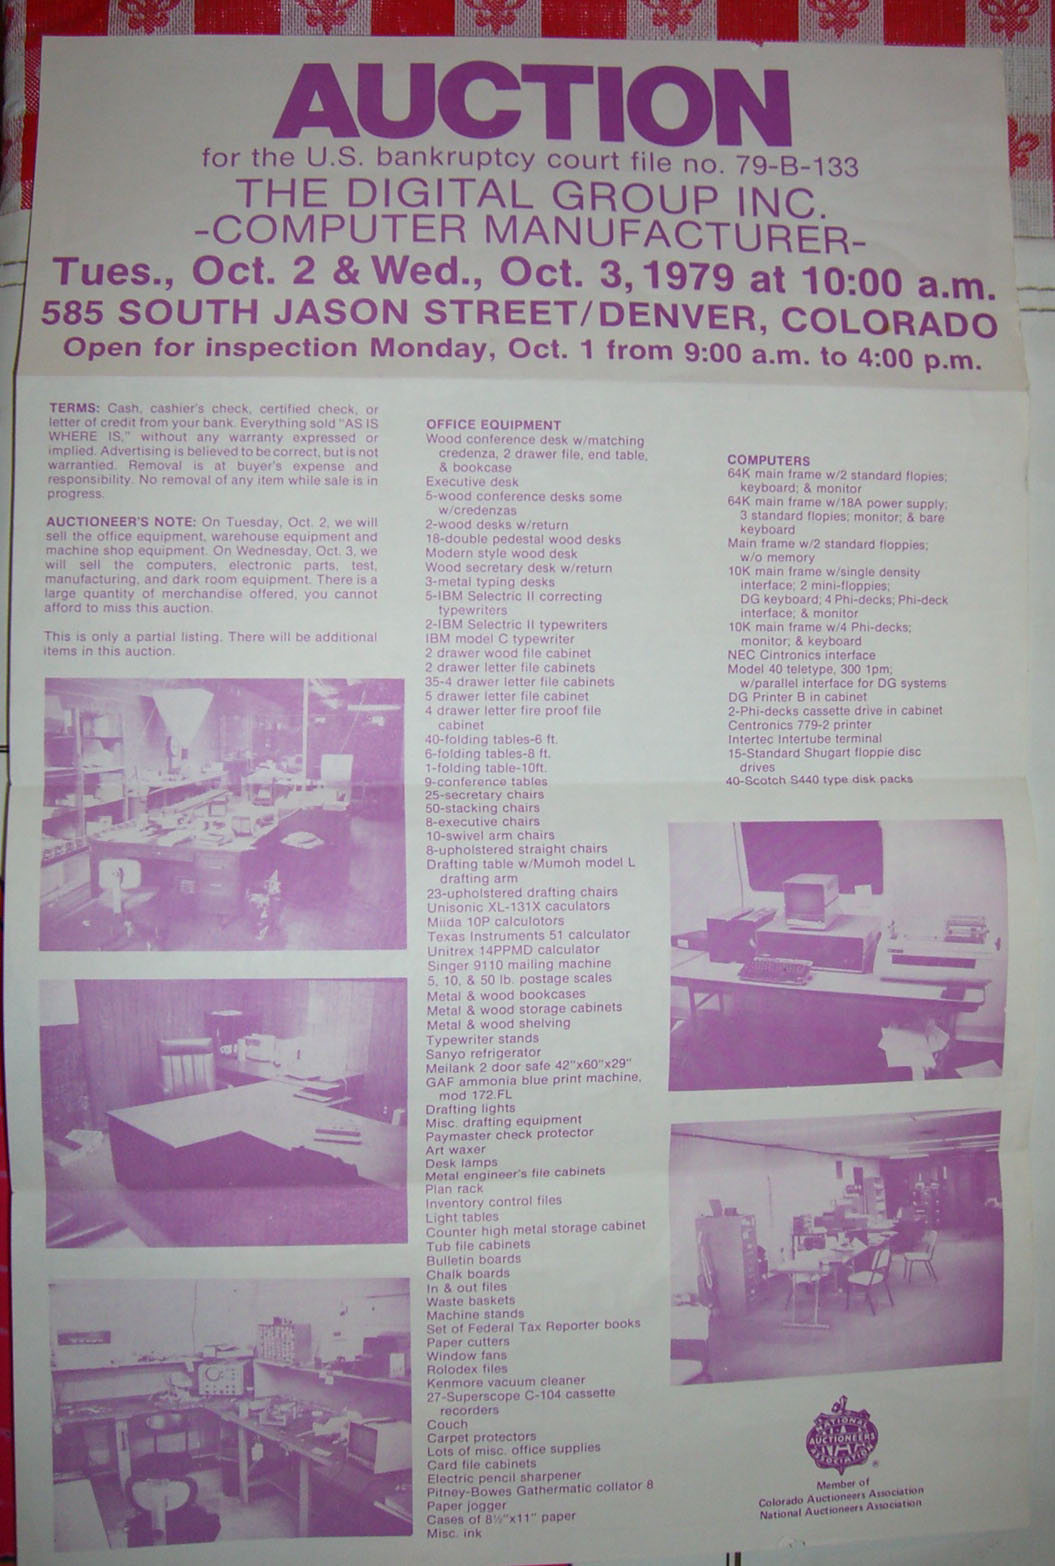 AUCTION
for the U.S. bankruptcy court file no. 79-B-133
THE DIGITAL GROUP INC.
-COMPUTER MANUFACTURER-
Tues., Oct. 2 & Wed., Oct. 3, 1979 at 10:00 a.m.
585 SOUTH JASON STREET/DENVER, COLORADO
Open for inspection Monday, Oct. 1 from 9:00 a.m. to 4:00 p.m.
TERMS: Cash, cashier's check, certified check, or
letter of credit from your bank. Everything sold "AS IS
WHERE IS," without any warranty expressed or
implied. Advertising is believed to be correct, but is not
warrantied. Removal is at buyer's expense and
responsibility. No removal of any item while sale is in
progress.
AUCTIONEER'S NOTE: On Tuesday, Oct. 2, we will
sell the office equipment, warehouse equipment and
machine shop equipment. On Wednesday, Oct. 3, we
will sell the computers, electronic parts, test,
manufacturing, and dark room equipment. There is a
large quantity of merchandise offered, you cannot
afford to miss this auction.
This is only a partial listing. There will be additional
items in this auction.
OFFICE EQUIPMENT
Wood conference desk w/matching
credenza, 2 drawer file, end table,
& bookcase
Executive desk
5-wood conference desks some
w/credenzas
2-wood desks w/return
18-double pedestal wood desks
Modern style wood desk
Wood secretary desk w/return
3-metal typing desks
5-IBM Selectric II correcting
typewriters
2-IBM Selectric II typewriters
IBM model C typewriter
2 drawer wood file cabinet
2 drawer letter file cabinets
35-4 drawer letter file cabinets
5 drawer letter file cabinet
4 drawer letter fire proof file
cabinet
40-folding tables-6 ft.
6-folding tables-8 ft.
1-folding table-10ft.
9-conference tables
25-secretary chairs
50-stacking chairs
8-executive chairs
10-swivel arm chairs
8-upholstered straight chairs
Drafting table w/Mumoh model L
drafting arm
23-upholstered drafting chairs
Unisonic XL-131X caculators
Miida 10P calculotors
Texas Instruments 51 calculator
Unitrex 14PPMD calculator
Singer 9110 mailing machine
5, 10, & 50 lb. postage scales
Metal & wood bookcases
Metal & wood storage cabinets
Metal & wood shelving
Typewriter stands
Sanyo refrigerator
Meilank 2 door safe 42"x60"x29"
GAF ammonia blue print machine,
mod 172.FL
Drafting lights
Misc. drafting equipment
Paymaster check protector
Art waxer
Desk lamps
Metal engineer's file cabinets
Plan rack
Inventory control files
Light tables
Counter high metal storage cabinet
Tub file cabinets
Bulletin boards
Chalk boards
In & out files
Waste baskets
Machine stands
Set of Federal Tax Reporter books
Paper cutters
Window fans
Rolodex files
Kenmore vacuum cleaner
27-Superscope C-104 cassette
recorders
Couch
Carpet protectors
Lots of misc. office supplies
Card file cabinets
Electric pencil sharpener
Pitney-Bowes Gathermatic collator 8
Paper jogger
Cases of 8½"x11" paper
Misc. ink
COMPUTERS
64K main frame w/2 standard flopies;
keyboard; & monitor
64K main frame w/18A power supply;
3 standard flopies; monitor; & bare
keyboard
Main frame w/2 standard floppies;
w/o memory
10K main frame w/single density
interface; 2 mini-floppies;
DG keyboard; 4 Phi-decks; Phi-deck
interface; & monitor
10K main frame w/4 Phi-decks;
monitor; & keyboard
NEC Cintronics interface
Model 40 teletype, 300 1pm;
w/parallel interface for DG systems
DG Printer B in cabinet
2-Phi-decks cassette drive in cabinet
Centronics 779-2 printer
Intertec Intertube terminal
15-Standard Shugart floppie disc
drives
40-Scotch S440 type disk packs
NATIONAL
AUCTIONEERS
ASSOCIATION
®
Member of
Colorado Auctioneers Association
National Auctioneers Association